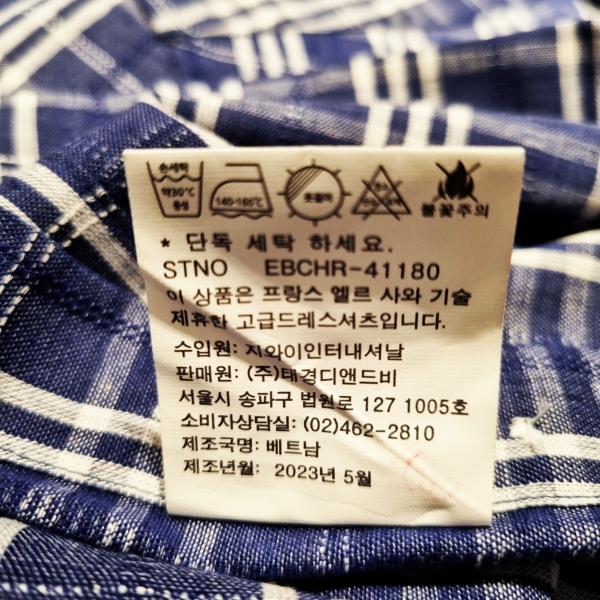 손세탁
약30℃
중성
140~160℃
옷걸이
염소
불꽃주의
* 단독 세탁 하세요.
STNO EBCHR-41180
이 상품은 프랑스 엘르 사와 기술
제휴한 고급드레스셔츠입니다.
수입원: 지와이인터내셔날
판매원: (주)태경디앤드비
서울시 송파구 법원로 127 1005호
소비자상담실: (02)462-2810
제조국명: 베트남
제조년월: 2023년 5월